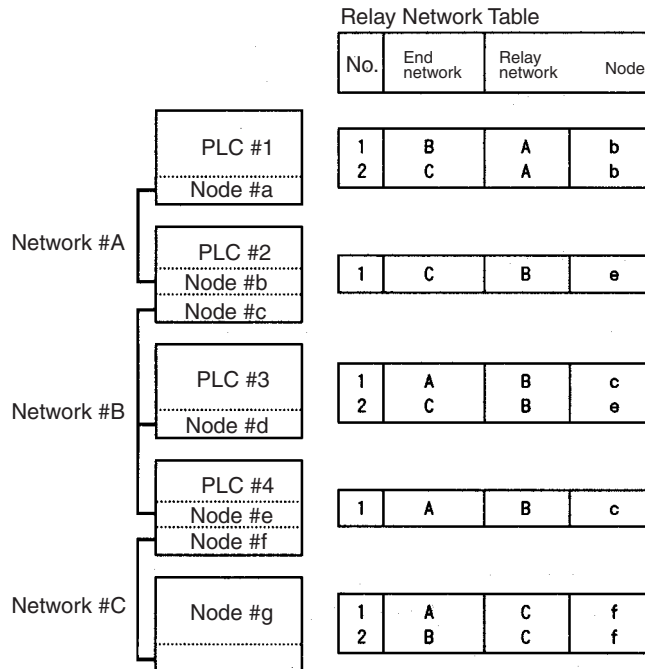 Relay Network Table
No. End network Relay network Node
PLC #1
Node #a
1 B A b
2 C A b
Network #A
PLC #2
Node #b
Node #c
1 C B e
PLC #3
Node #d
1 A B c
2 C B e
Network #B
PLC #4
Node #e
Node #f
1 A B c
Network #C
Node #g
1 A C f
2 B C f